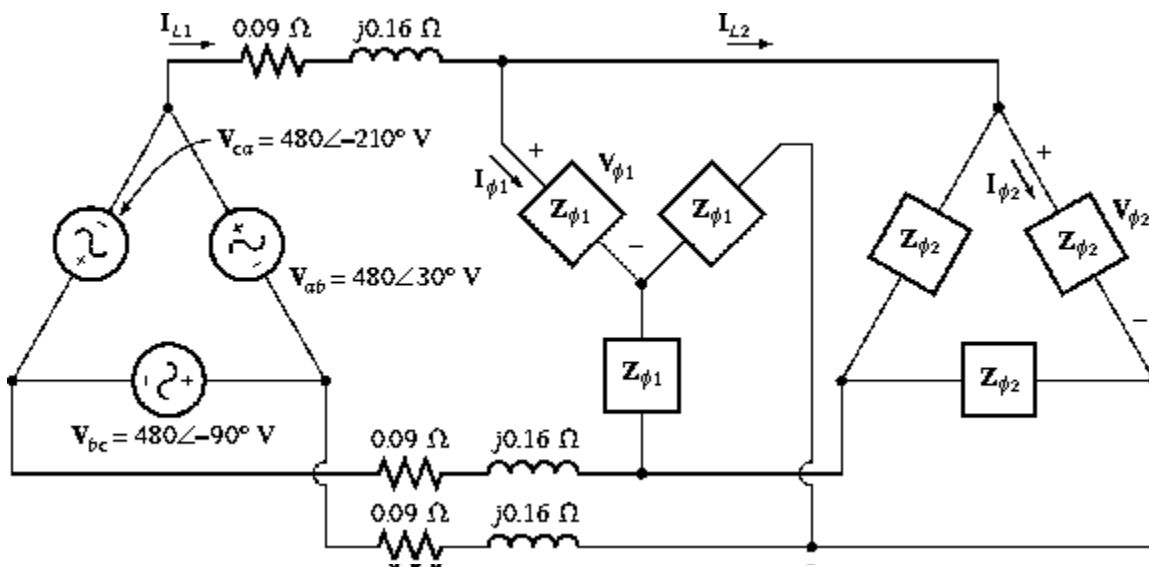 I_L1
0.09 Ω
j0.16 Ω
I_L2
V_ca = 480∠–210° V
+
I_ϕ1
V_ϕ1
Z_ϕ1
Z_ϕ1
–
+
I_ϕ2
V_ϕ2
Z_ϕ2
Z_ϕ2
–
V_ab = 480∠30° V
Z_ϕ1
Z_ϕ2
V_bc = 480∠–90° V
0.09 Ω
j0.16 Ω
0.09 Ω
j0.16 Ω